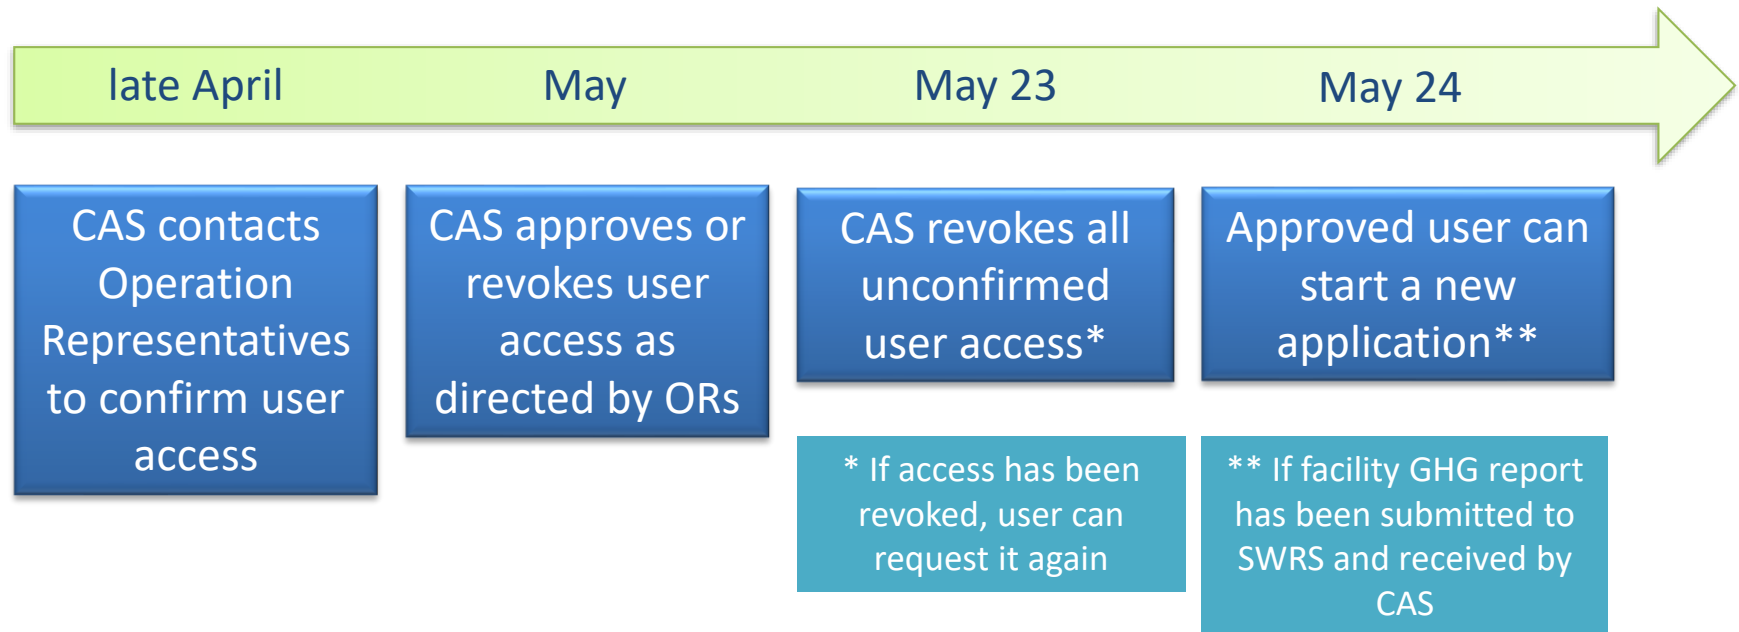 late April
May
May 23
May 24
CAS contacts
Operation
Representatives
to confirm user
access
CAS approves or
revokes user
access as
directed by ORs
CAS revokes all
unconfirmed
user access*
Approved user can
start a new
application**
* If access has been
revoked, user can
request it again
** If facility GHG report
has been submitted to
SWRS and received by
CAS